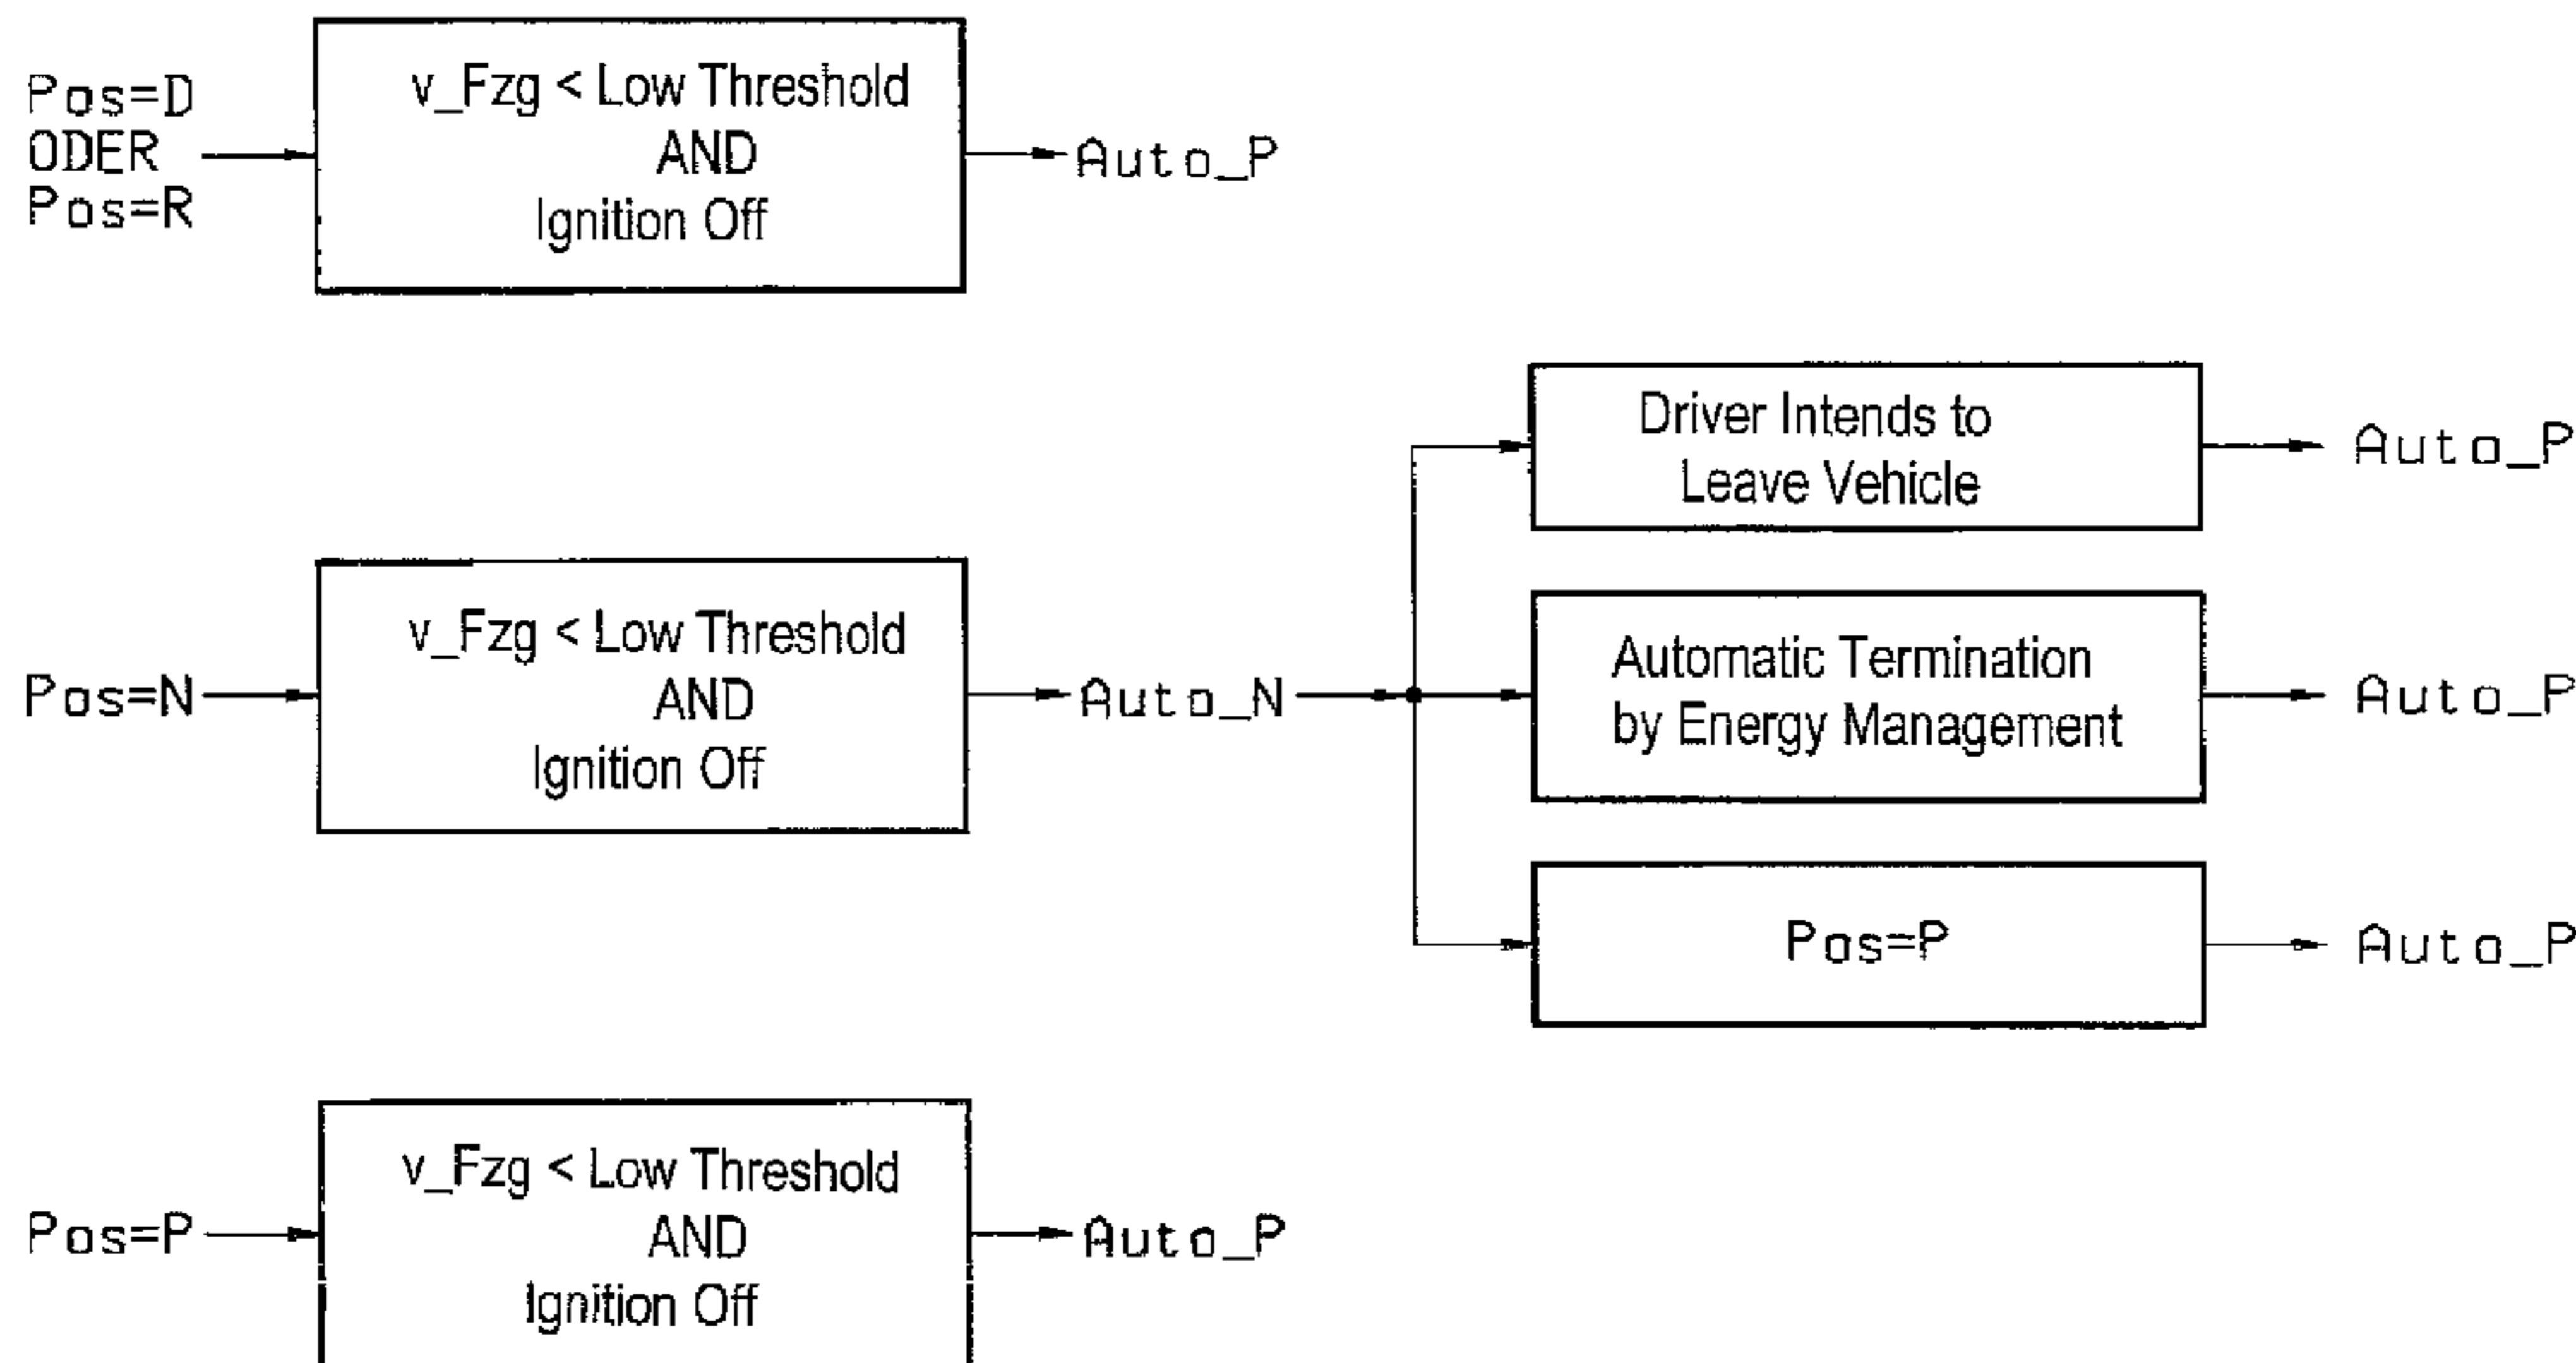 Pos=D
ODER
Pos=R
v_Fzg < Low Threshold
AND
Ignition Off
Auto_P
Pos=N
v_Fzg < Low Threshold
AND
Ignition Off
Auto_N
Driver Intends to
Leave Vehicle
Auto_P
Automatic Termination
by Energy Management
Auto_P
Pos=P
Auto_P
Pos=P
v_Fzg < Low Threshold
AND
Ignition Off
Auto_P